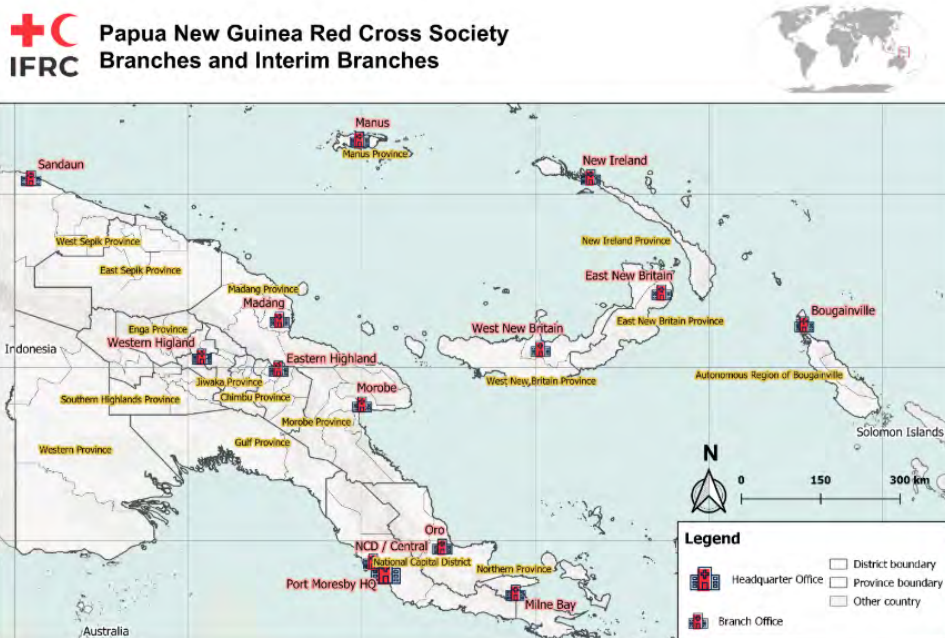 IFRC
Papua New Guinea Red Cross Society
Branches and Interim Branches
Manus
Manus Province
Sandaun
New Ireland
West Sepik Province
New Ireland Province
East Sepik Province
East New Britain
Madang Province
Madang
Bougainville
East New Britain Province
Enga Province
West New Britain
Western Higland
Indonesia
Eastern Highland
Jiwaka Province
West New Britain Province
Autonomous Region of Bougainville
Southern Highlands Province
Chimbu Province
Morobe
Morobe Province
Solomon Islands
Gulf Province
Western Province
N
0 150 300 km
Oro
NCD / Central
National Capital District
Northern Province
Port Moresby HQ
Milne Bay
Australia
Legend
Headquarter Office
Branch Office
District boundary
Province boundary
Other country